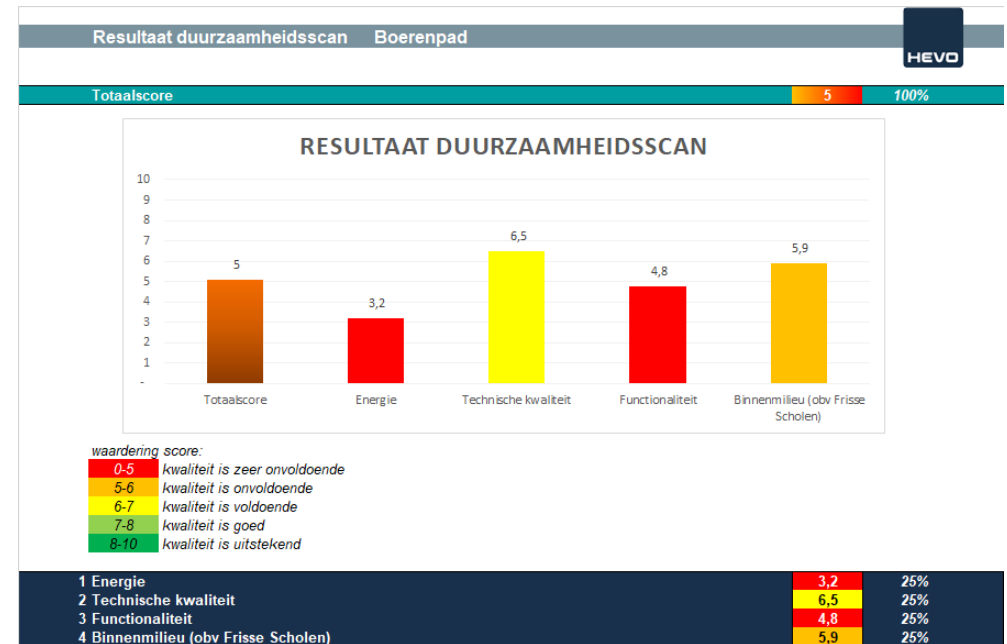 Resultaat duurzaamheidsscan Boerenpad
HEVO
Totaalscore 5 100%
RESULTAAT DUURZAAMHEIDSSCAN
10
9
8
7
6
5
4
3
2
1
-
5
3,2
6,5
4,8
5,9
Totaalscore
Energie
Technische kwaliteit
Functionaliteit
Binnenmilieu (obv Frisse
Scholen)
waardering score:
0-5 kwaliteit is zeer onvoldoende
5-6 kwaliteit is onvoldoende
6-7 kwaliteit is voldoende
7-8 kwaliteit is goed
8-10 kwaliteit is uitstekend
1 Energie 3,2 25%
2 Technische kwaliteit 6,5 25%
3 Functionaliteit 4,8 25%
4 Binnenmilieu (obv Frisse Scholen) 5,9 25%